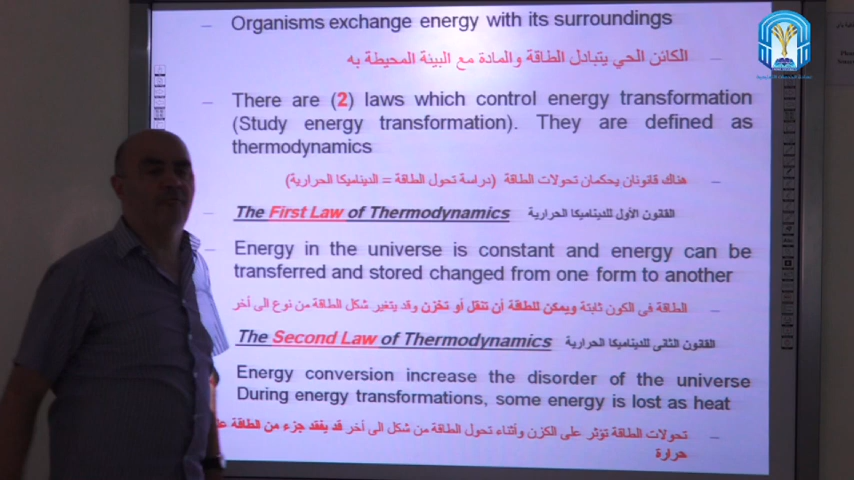 – Organisms exchange energy with its surroundings
– الكائن الحي يتبادل الطاقة والمادة مع البيئة المحيطة به
– There are (2) laws which control energy transformation
(Study energy transformation). They are defined as
thermodynamics
– هناك قانونان يحكمان تحولات الطاقة (دراسة تحول الطاقة = الديناميكا الحرارية)
– The First Law of Thermodynamics القانون الأول للديناميكا الحرارية
– Energy in the universe is constant and energy can be
transferred and stored changed from one form to another
– الطاقة فى الكون ثابتة ويمكن للطاقة أن تنقل أو تخزن وقد يتغير شكل الطاقة من نوع الى أخر
The Second Law of Thermodynamics القانون الثانى للديناميكا الحرارية
Energy conversion increase the disorder of the universe
During energy transformations, some energy is lost as heat
– تحولات الطاقة تؤثر على الكون وأثناء تحول الطاقة من شكل الى أخر قد يفقد جزء من الطاقة
حرارة